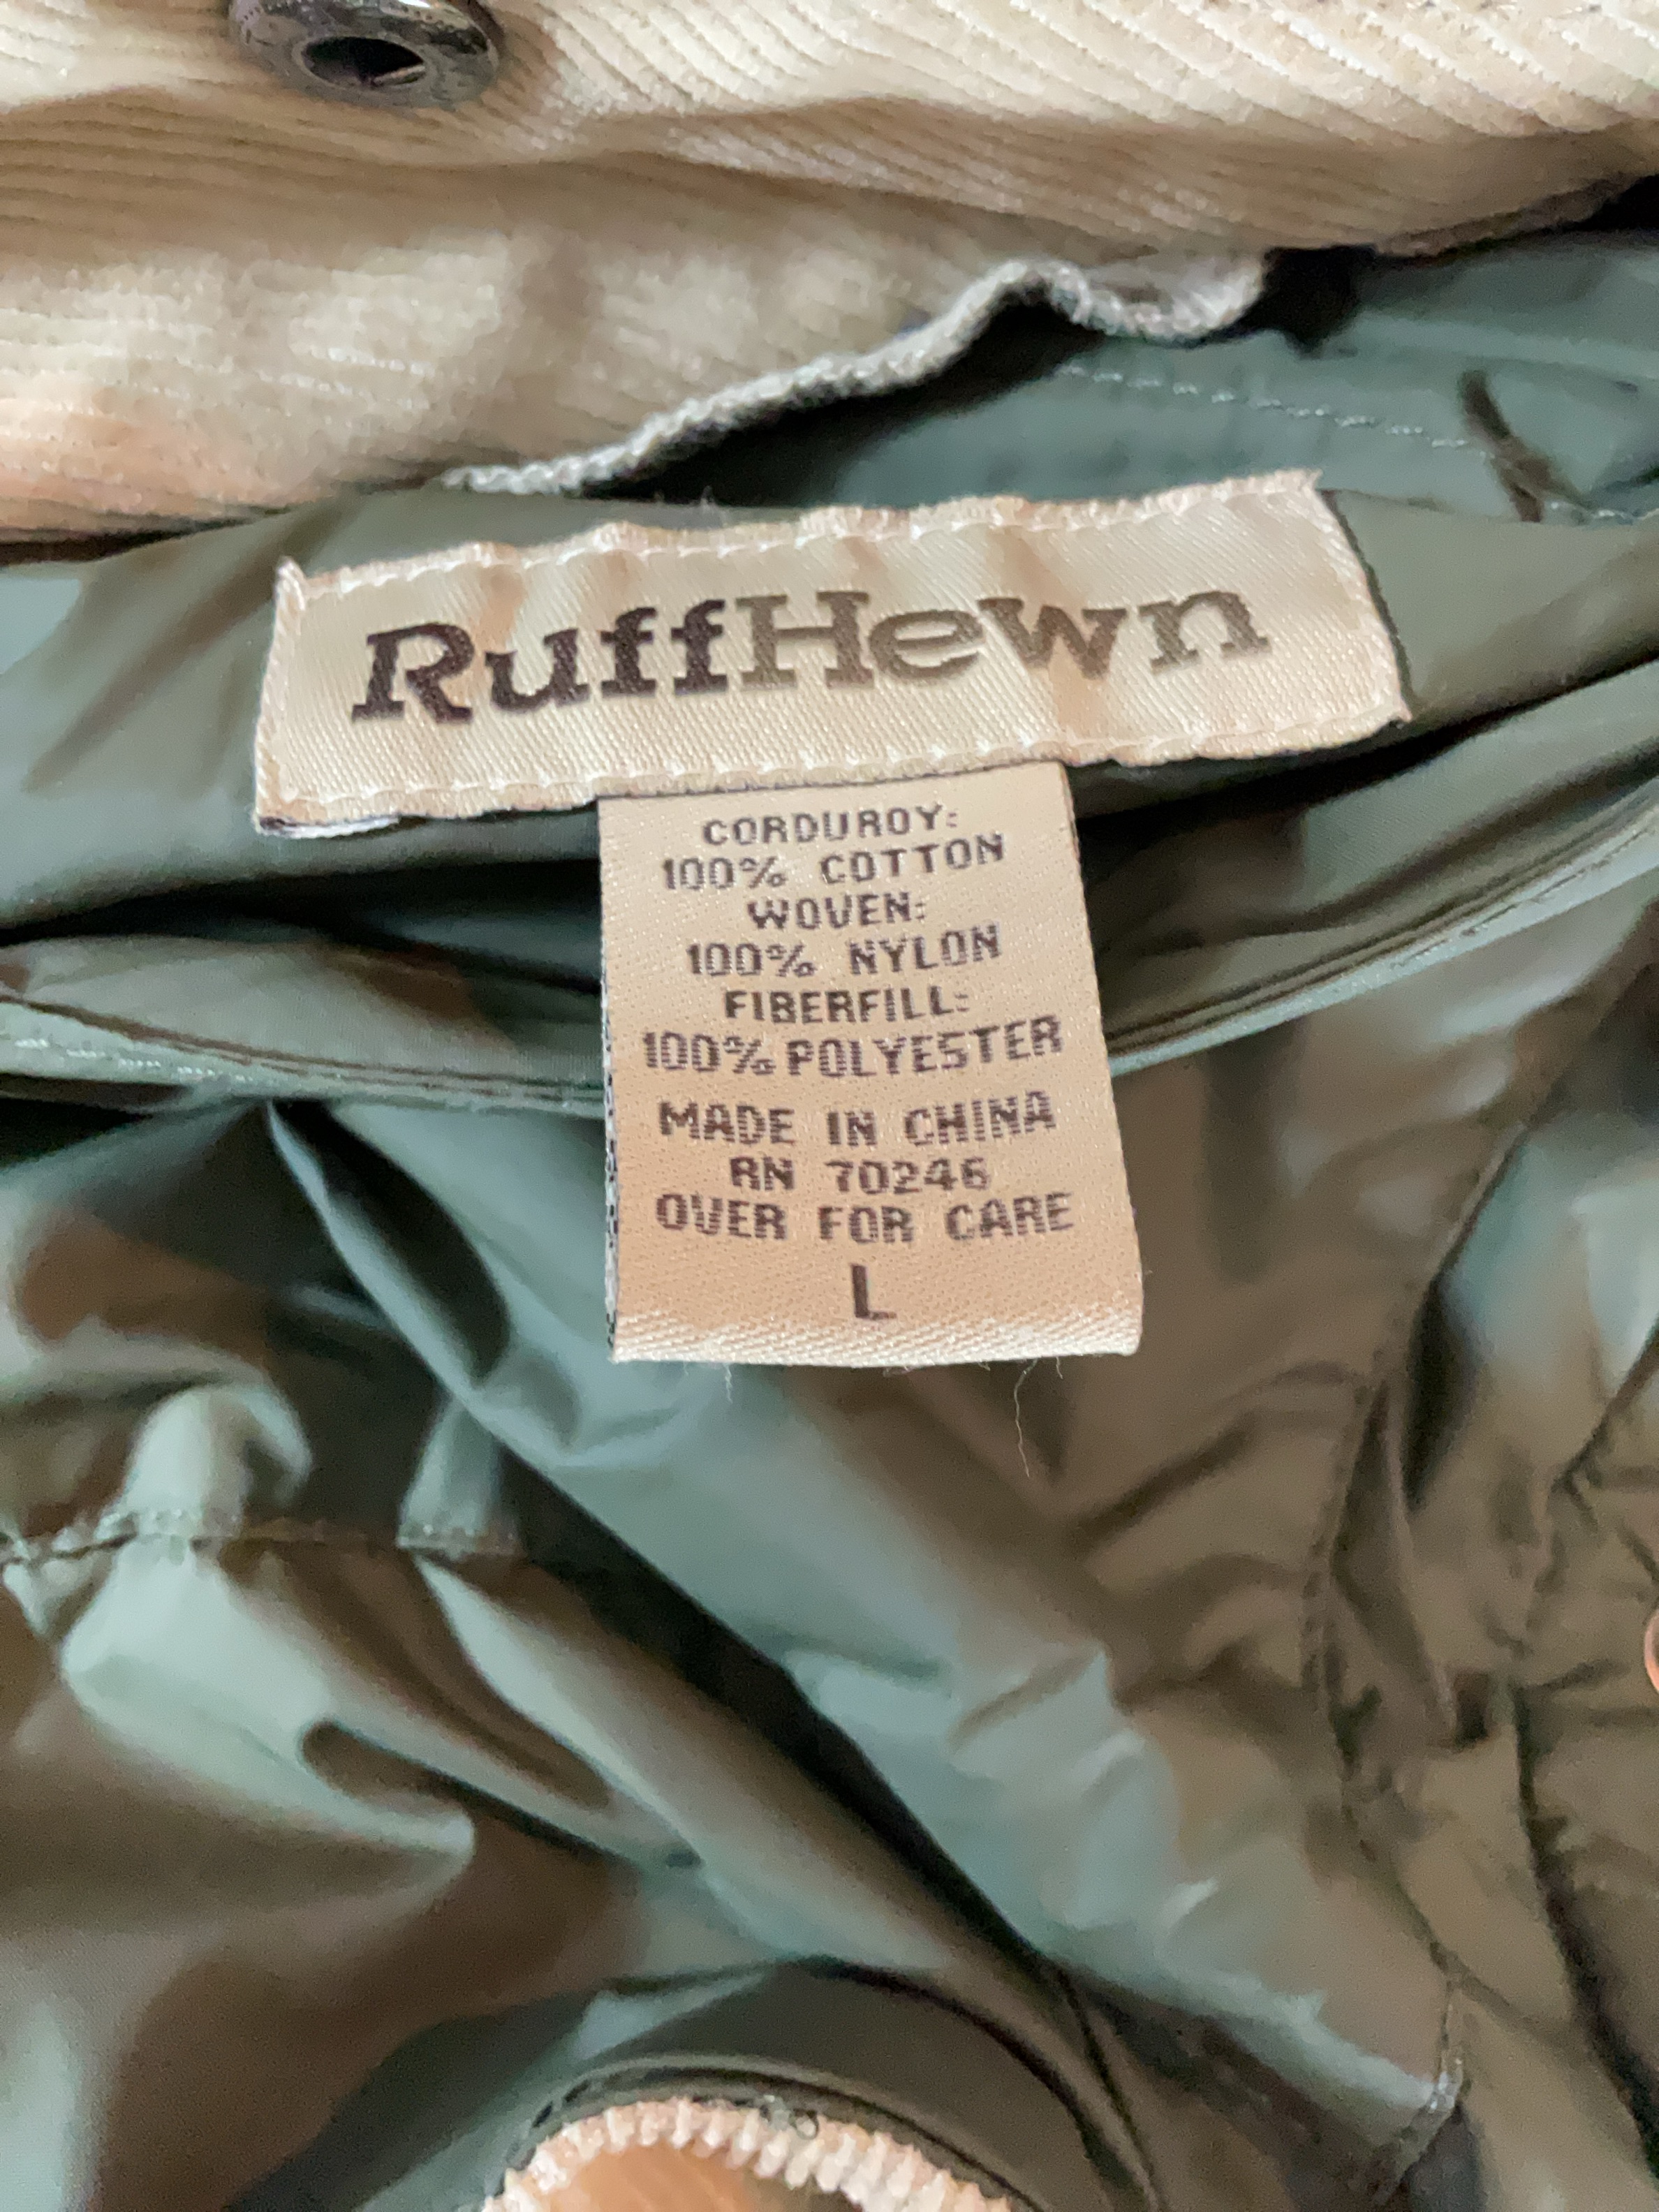 RuffHewn
CORDUROY:
100% COTTON
WOVEN:
100% NYLON
FIBERFILL:
100% POLYESTER
MADE IN CHINA
RN 70246
OVER FOR CARE
L